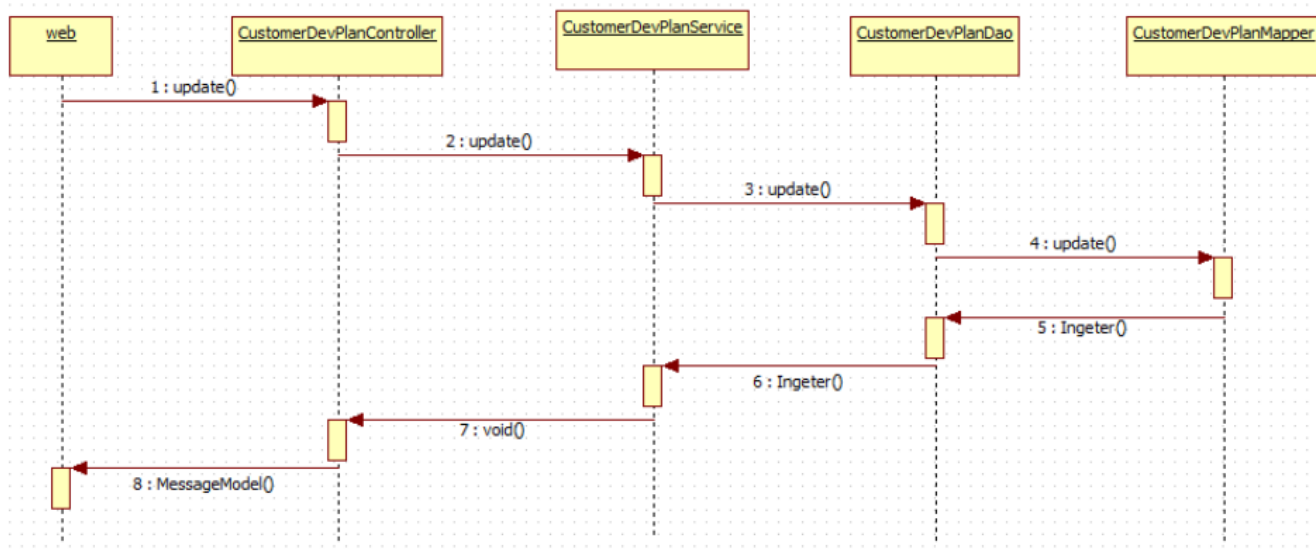 web
CustomerDevPlanController
CustomerDevPlanService
CustomerDevPlanDao
CustomerDevPlanMapper
1 : update()
2 : update()
3 : update()
4 : update()
5 : Ingeter()
6 : Ingeter()
7 : void()
8 : MessageModel()